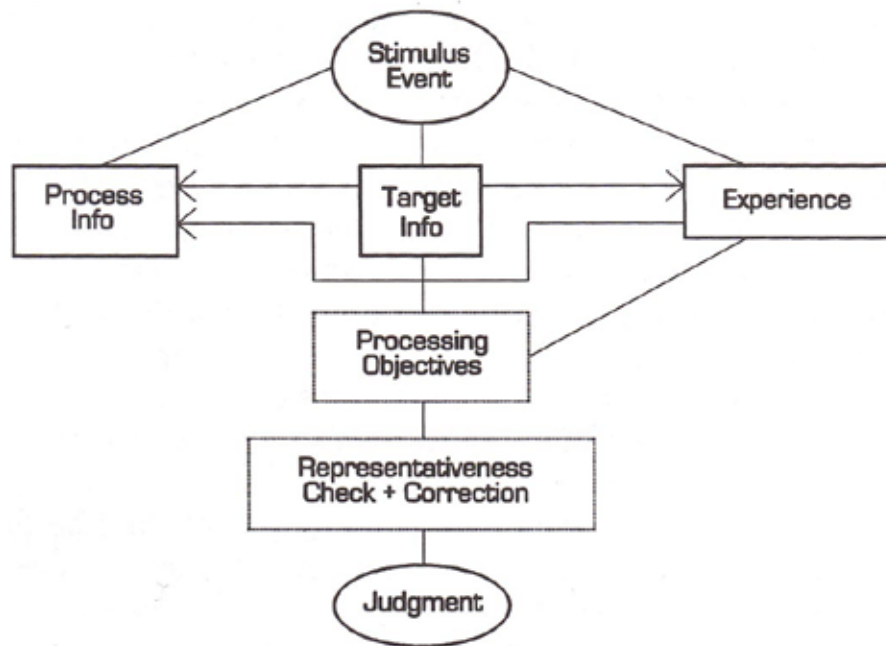 Stimulus
Event
Process
Info
Target
Info
Experience
Processing
Objectives
Representativeness
Check + Correction
Judgment